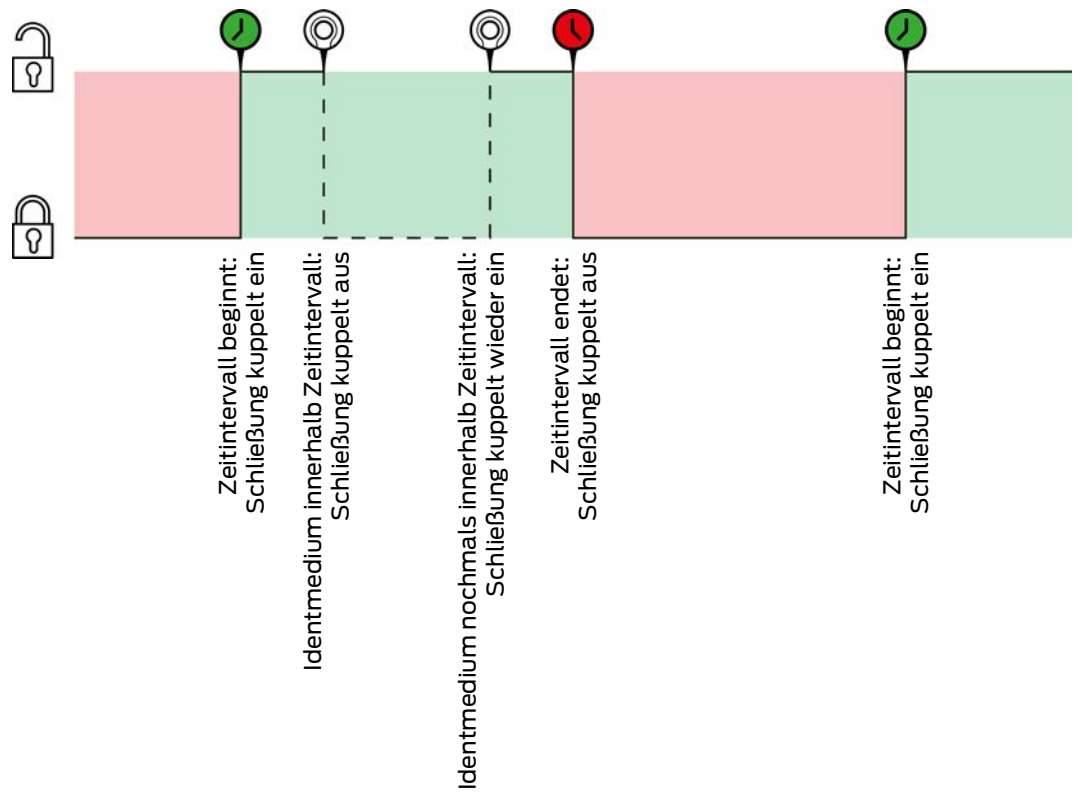 Zeitintervall beginnt:
Schließung kuppelt ein
Identmedium innerhalb Zeitintervall:
Schließung kuppelt aus
Identmedium nochmals innerhalb Zeitintervall:
Schließung kuppelt wieder ein
Zeitintervall endet:
Schließung kuppelt aus
Zeitintervall beginnt:
Schließung kuppelt ein